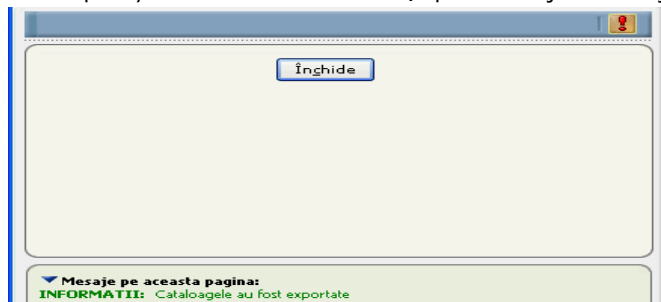 Închide
Mesaje pe aceasta pagina:
INFORMATII: Cataloagele au fost exportate